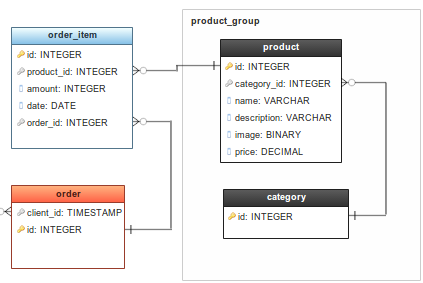 product_group
order_item
id: INTEGER
product_id: INTEGER
amount: INTEGER
date: DATE
order_id: INTEGER
product
id: INTEGER
category_id: INTEGER
name: VARCHAR
description: VARCHAR
image: BINARY
price: DECIMAL
order
client_id: TIMESTAMP
id: INTEGER
category
id: INTEGER